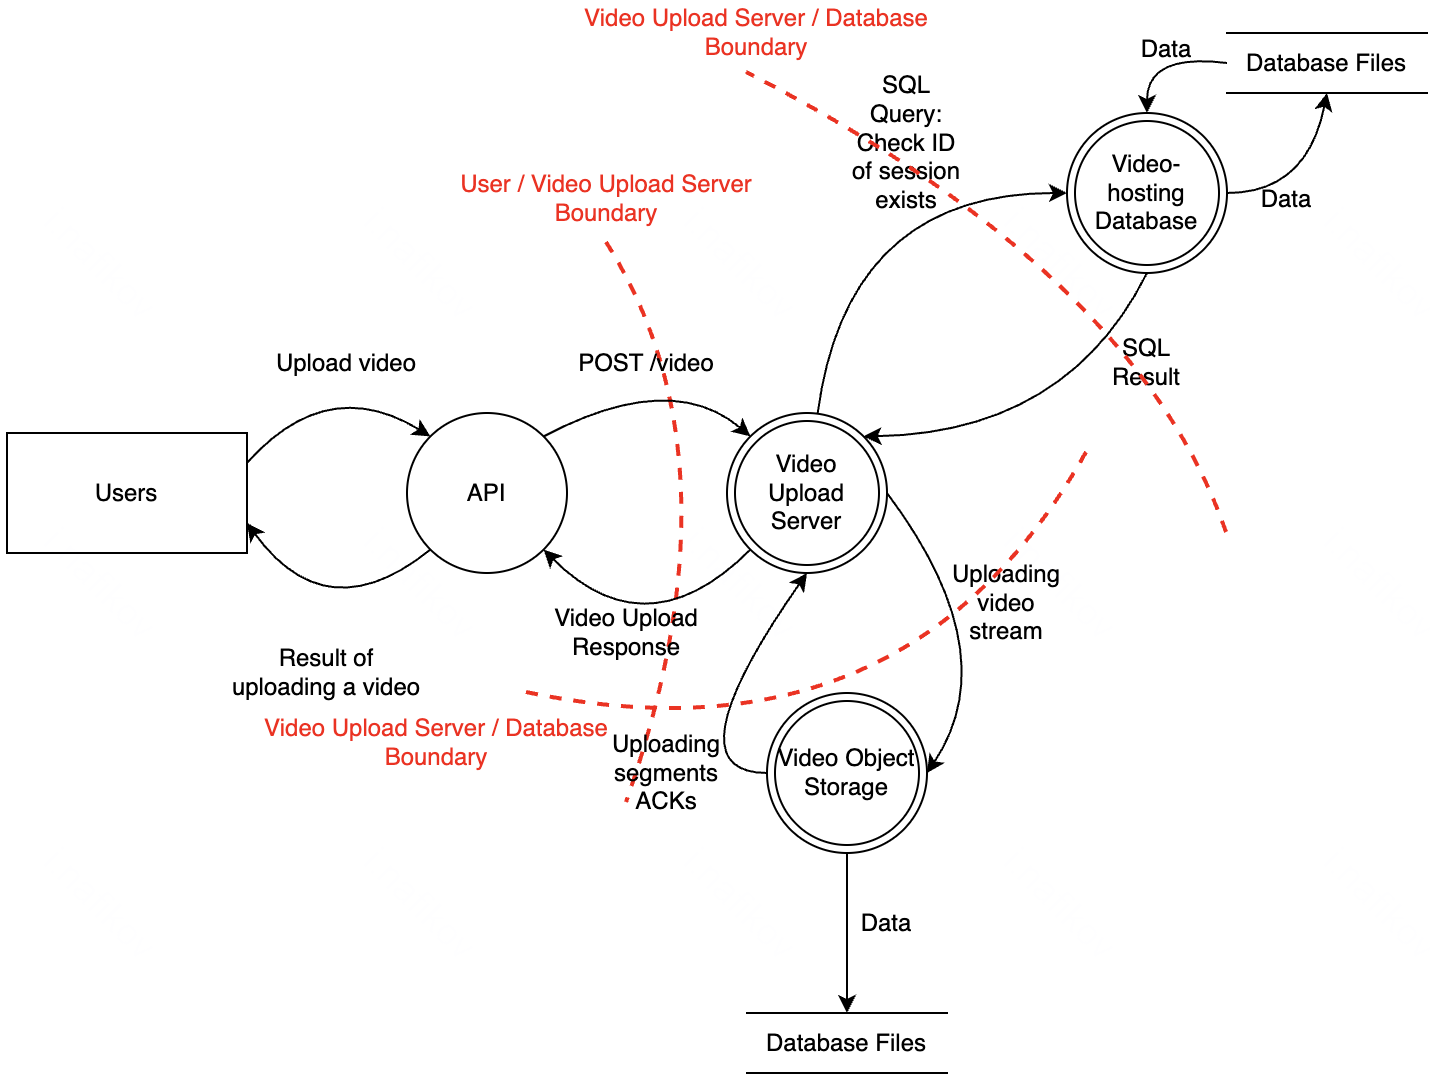 Video Upload Server / Database
Boundary
Data
Database Files
SQL
Query:
Check ID
of session
exists
Video-
hosting
Database
Data
User / Video Upload Server
Boundary
SQL
Result
Upload video
POST /video
Users
API
Video
Upload
Server
Uploading
video
stream
Video Upload
Response
Result of
uploading a video
Video Upload Server / Database
Boundary
Uploading
segments
ACKs
Video Object
Storage
Data
Database Files